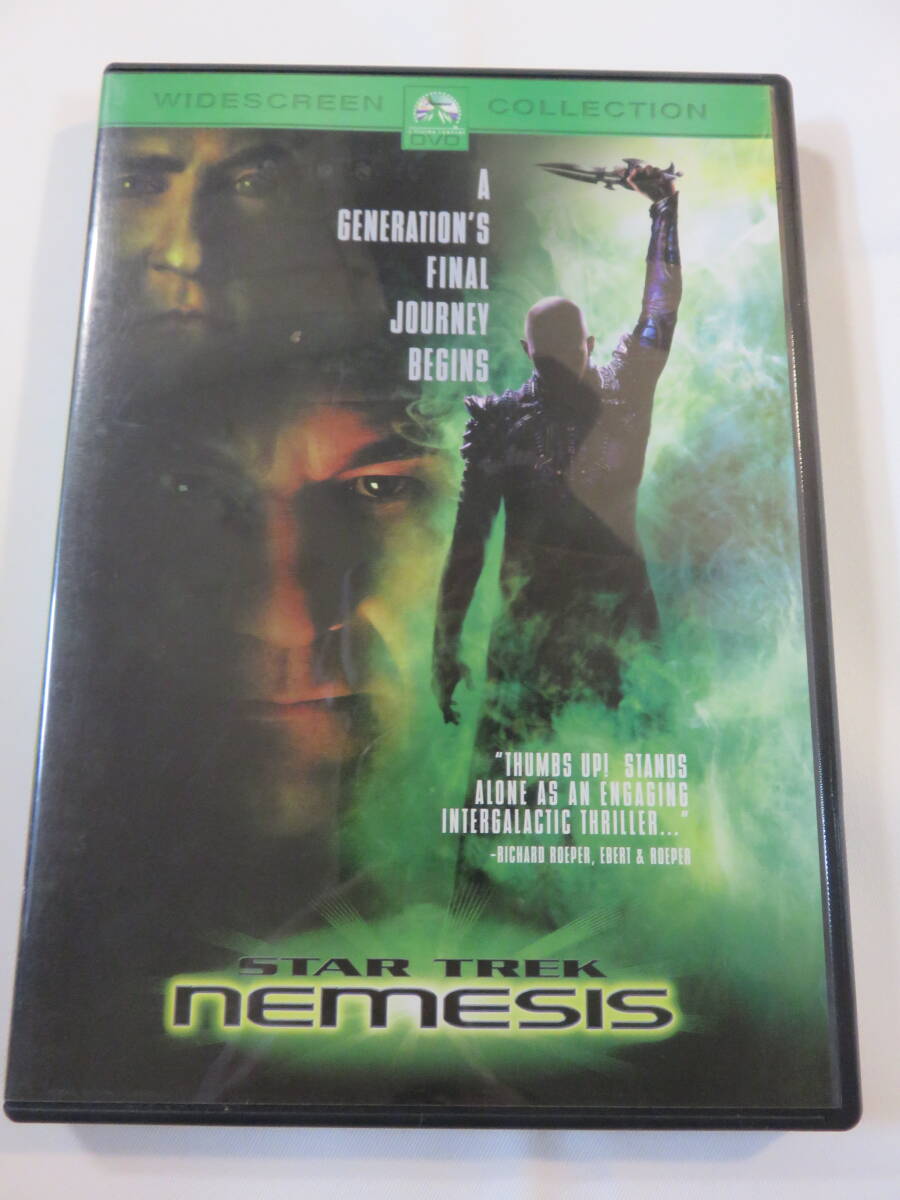 WIDESCREEN COLLECTION
DVD
A
GENERATION'S
FINAL
JOURNEY
BEGINS
"THUMBS UP! STANDS
ALONE AS AN ENGAGING
INTERGALACTIC THRILLER..."
-RICHARD ROEPER, EBERT & ROEPER
STAR TREK
nemesis